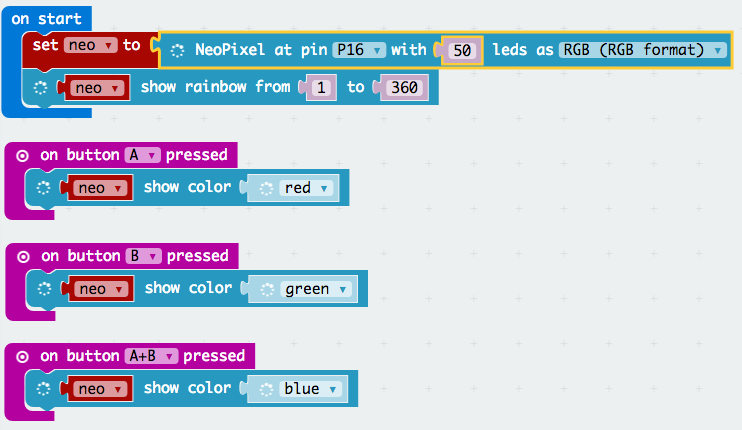 on start
set neo ▾ to NeoPixel at pin P16 ▾ with 50 leds as RGB (RGB format) ▾
neo ▾ show rainbow from 1 to 360
on button A ▾ pressed
neo ▾ show color red ▾
on button B ▾ pressed
neo ▾ show color green ▾
on button A+B ▾ pressed
neo ▾ show color blue ▾